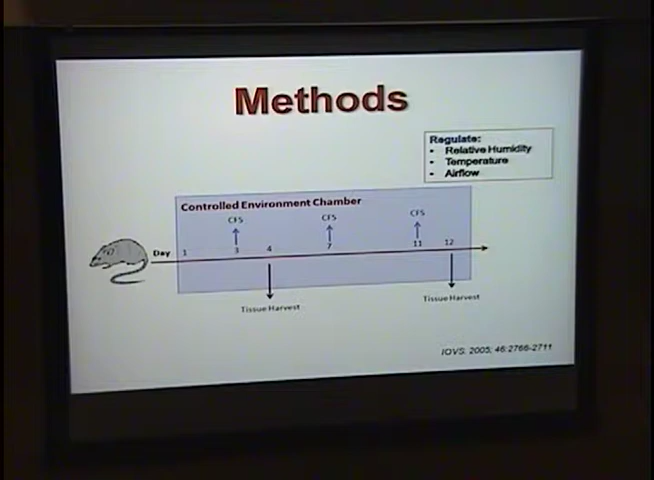 Methods
Regulate:
• Relative Humidity
• Temperature
• Airflow
Controlled Environment Chamber
CFS CFS CFS
Day 1 3 4 7 11 12
Tissue Harvest Tissue Harvest
IOVS. 2005; 46:2766-2711